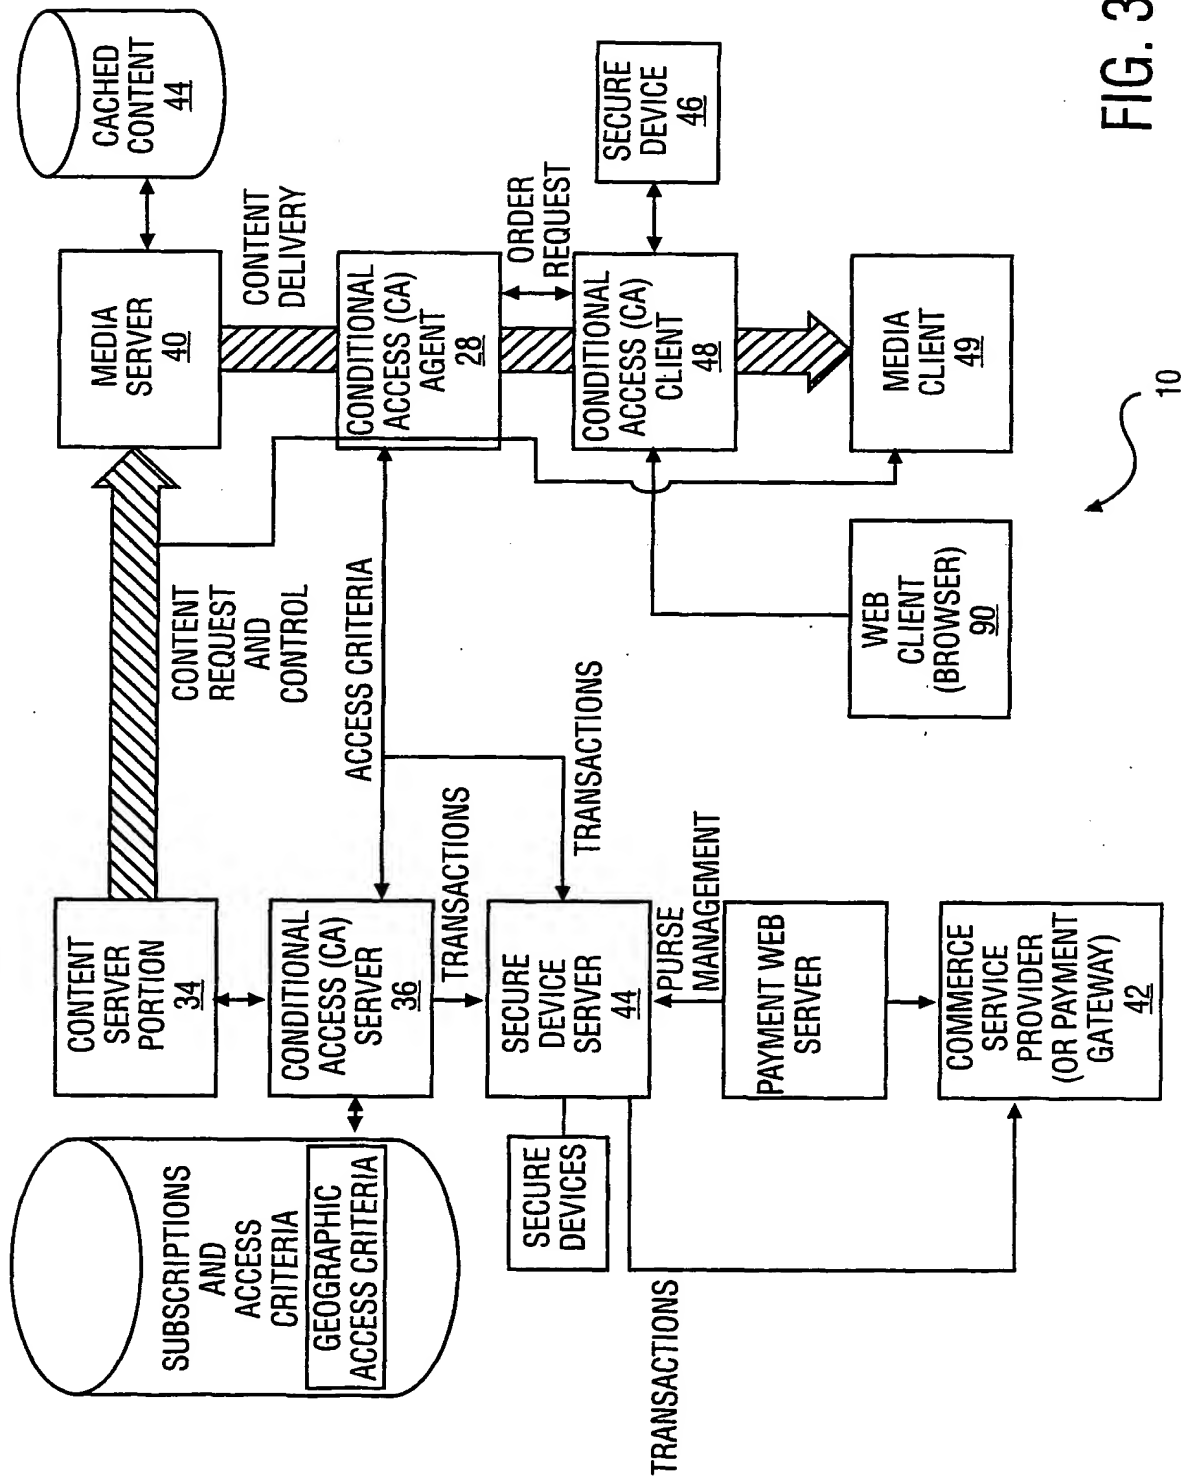 CACHED
CONTENT
44
MEDIA
SERVER
40
CONTENT
DELIVERY
CONDITIONAL
ACCESS (CA)
AGENT
28
ORDER
REQUEST
CONDITIONAL
ACCESS (CA)
CLIENT
48
SECURE
DEVICE
46
MEDIA
CLIENT
49
CONTENT
REQUEST
AND
CONTROL
ACCESS CRITERIA
TRANSACTIONS
TRANSACTIONS
WEB
CLIENT
(BROWSER)
90
10
CONTENT
SERVER
PORTION
34
CONDITIONAL
ACCESS (CA)
SERVER
36
SECURE
DEVICE
SERVER
44
PURSE
MANAGEMENT
PAYMENT WEB
SERVER
COMMERCE
SERVICE
PROVIDER
(OR PAYMENT
GATEWAY)
42
SUBSCRIPTIONS
AND
ACCESS
CRITERIA
GEOGRAPHIC
ACCESS CRITERIA
SECURE
DEVICES
TRANSACTIONS
FIG. 3